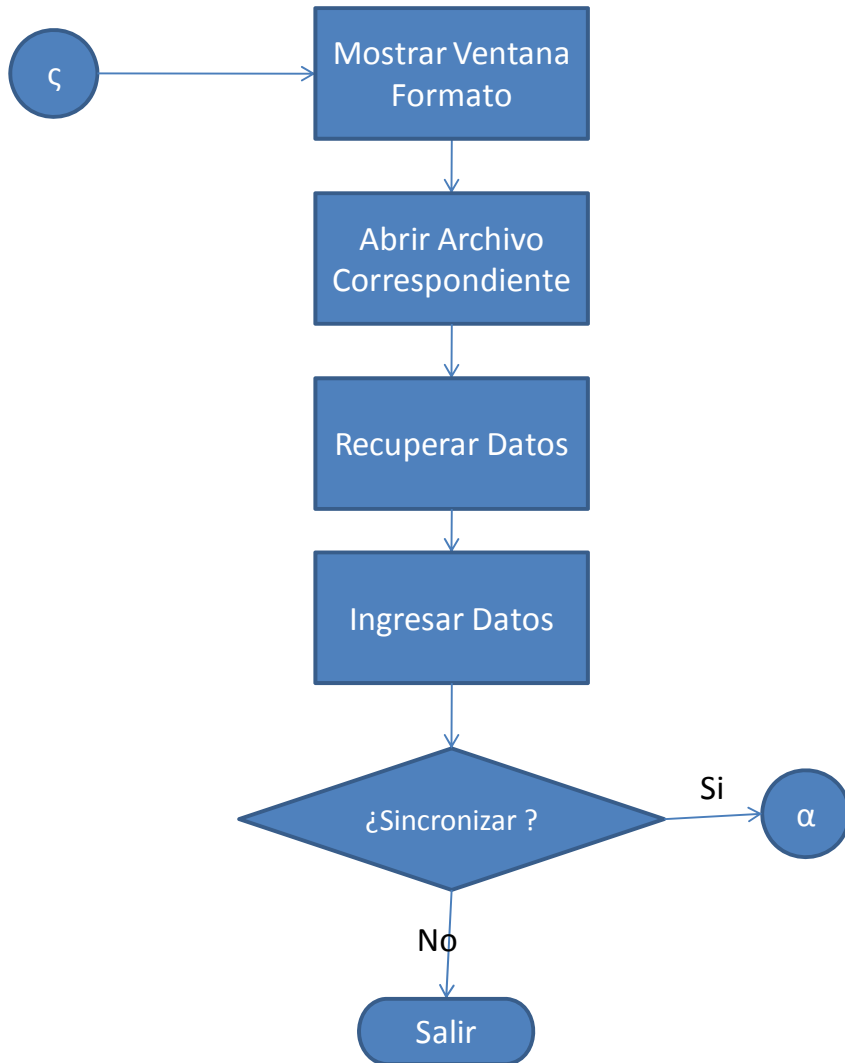 ς
Mostrar Ventana
Formato
Abrir Archivo
Correspondiente
Recuperar Datos
Ingresar Datos
¿Sincronizar ?
Si
α
No
Salir